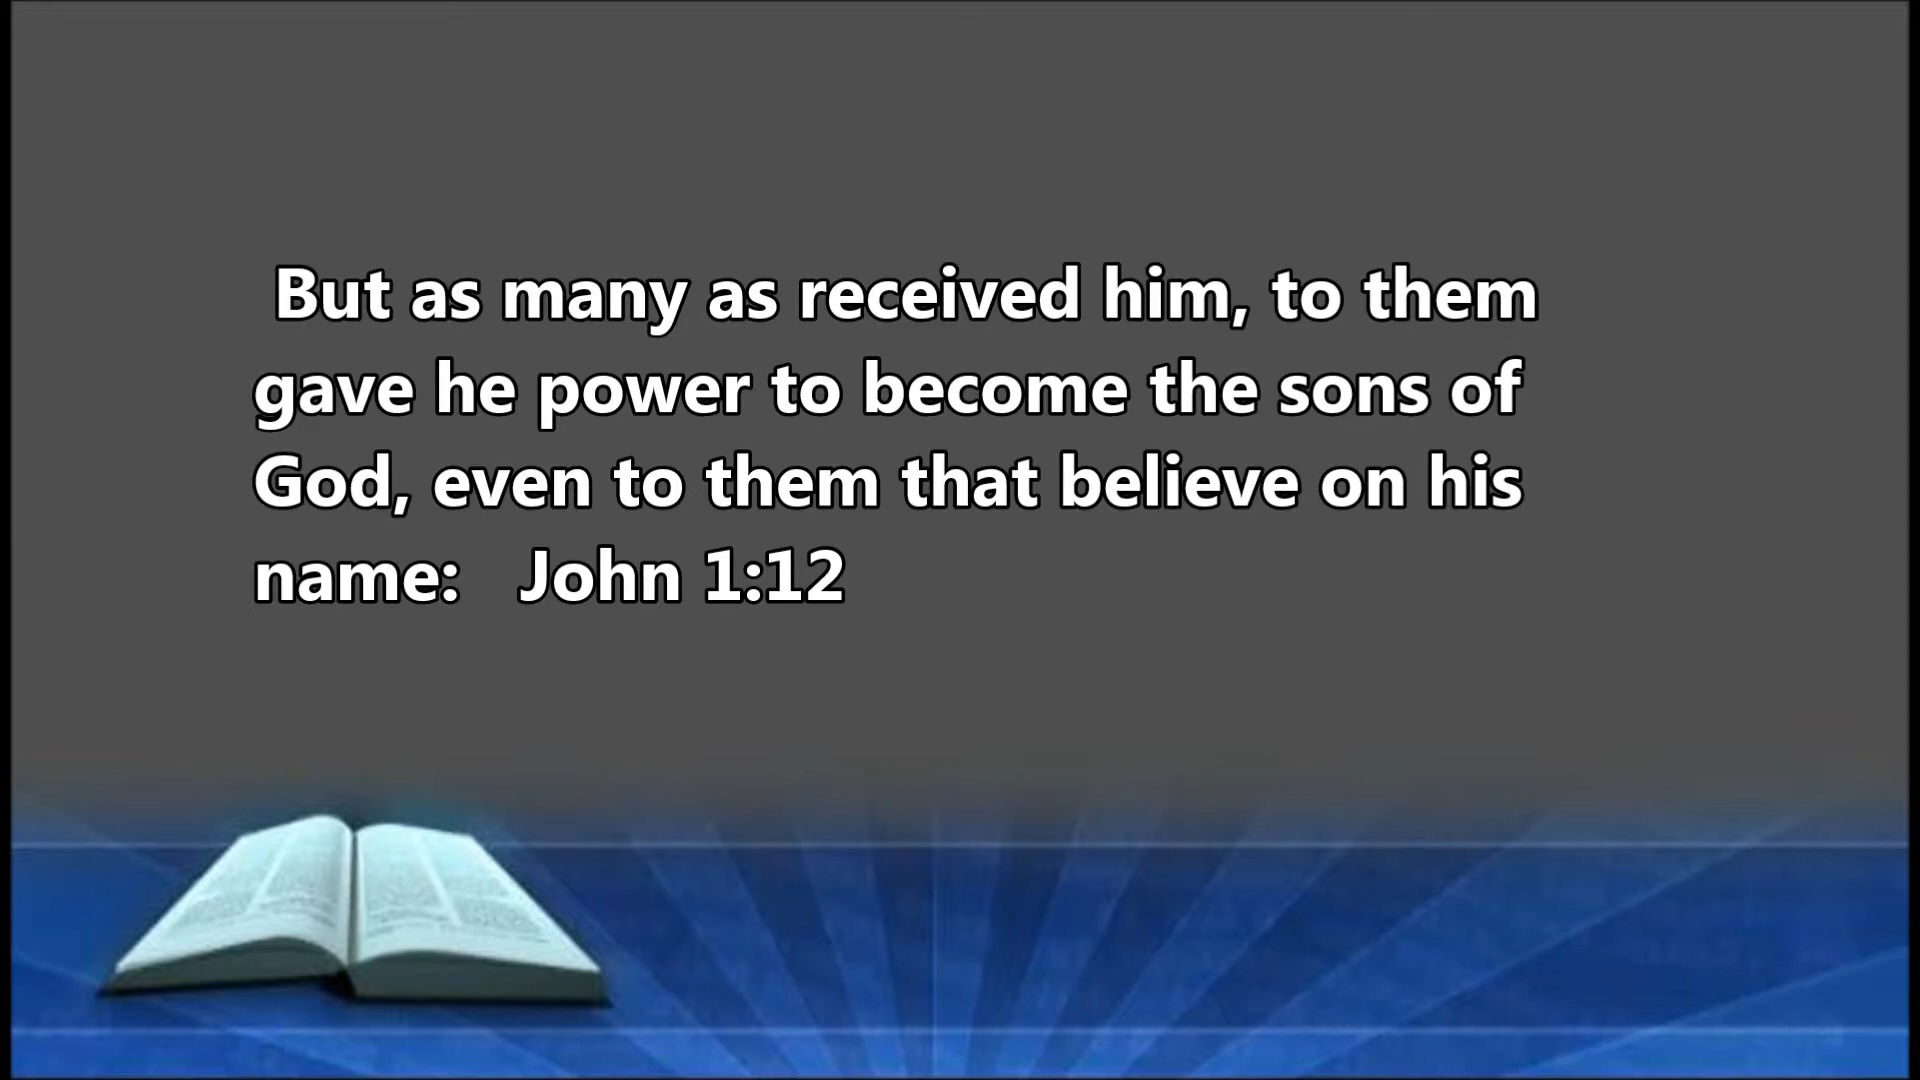 But as many as received him, to them
gave he power to become the sons of
God, even to them that believe on his
name:   John 1:12